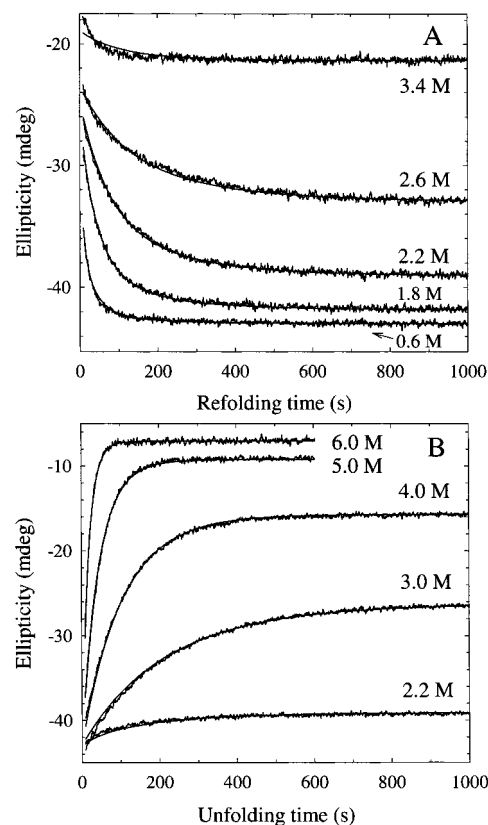 A
-20
-30
-40
Ellipticity (mdeg)
3.4 M
2.6 M
2.2 M
1.8 M
0.6 M
0 200 400 600 800 1000
Refolding time (s)
B
6.0 M
5.0 M
-10
-20
-30
-40
Ellipticity (mdeg)
4.0 M
3.0 M
2.2 M
0 200 400 600 800 1000
Unfolding time (s)